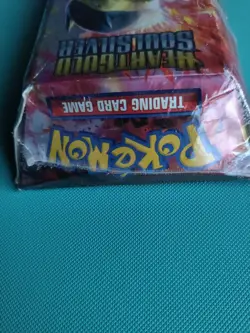 POKéMON
TRADING CARD GAME
HEARTGOLD
SOULSILVER